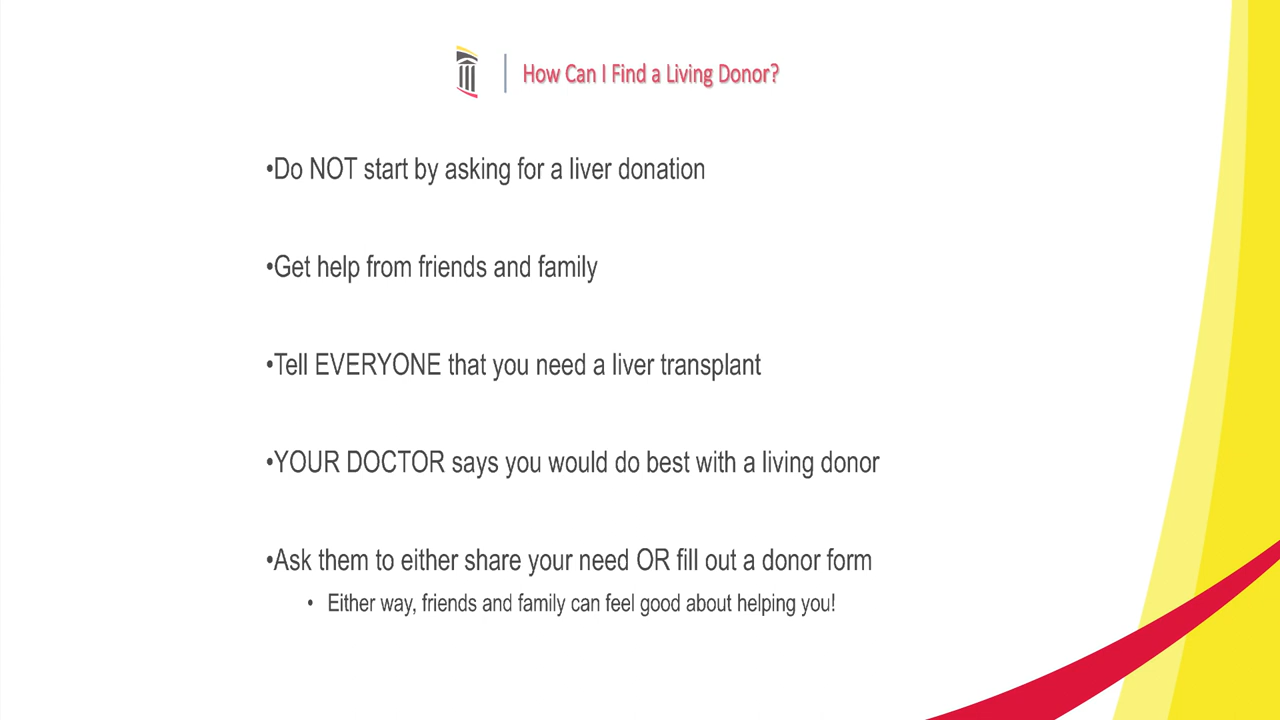 How Can I Find a Living Donor?
•Do NOT start by asking for a liver donation
•Get help from friends and family
•Tell EVERYONE that you need a liver transplant
•YOUR DOCTOR says you would do best with a living donor
•Ask them to either share your need OR fill out a donor form
• Either way, friends and family can feel good about helping you!